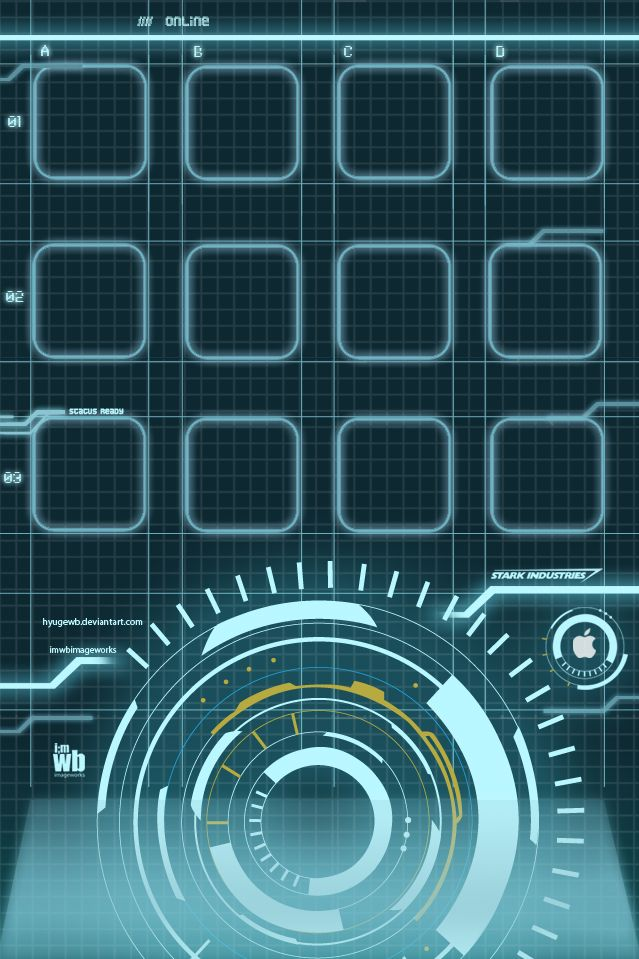 //// ONLINE
A B C D
01
02
Status Ready
03
STARK INDUSTRIES
hyugewb.deviantart.com
imwbimageworks
i;m
wb
imageworks